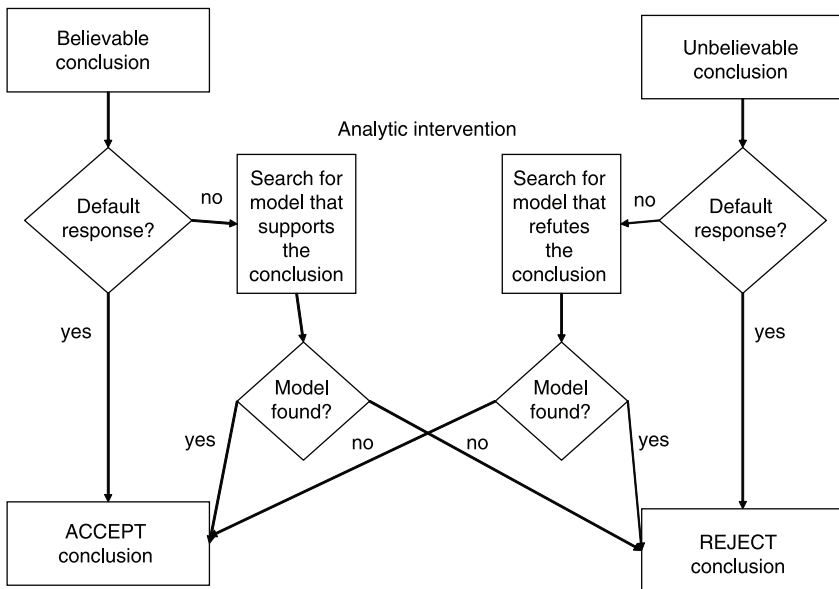 Believable
conclusion
Unbelievable
conclusion
Analytic intervention
Default
response?
no
Search for
model that
supports
the
conclusion
Search for
model that
refutes
the
conclusion
no
Default
response?
yes
Model
found?
Model
found?
yes
yes
no
no
yes
ACCEPT
conclusion
REJECT
conclusion